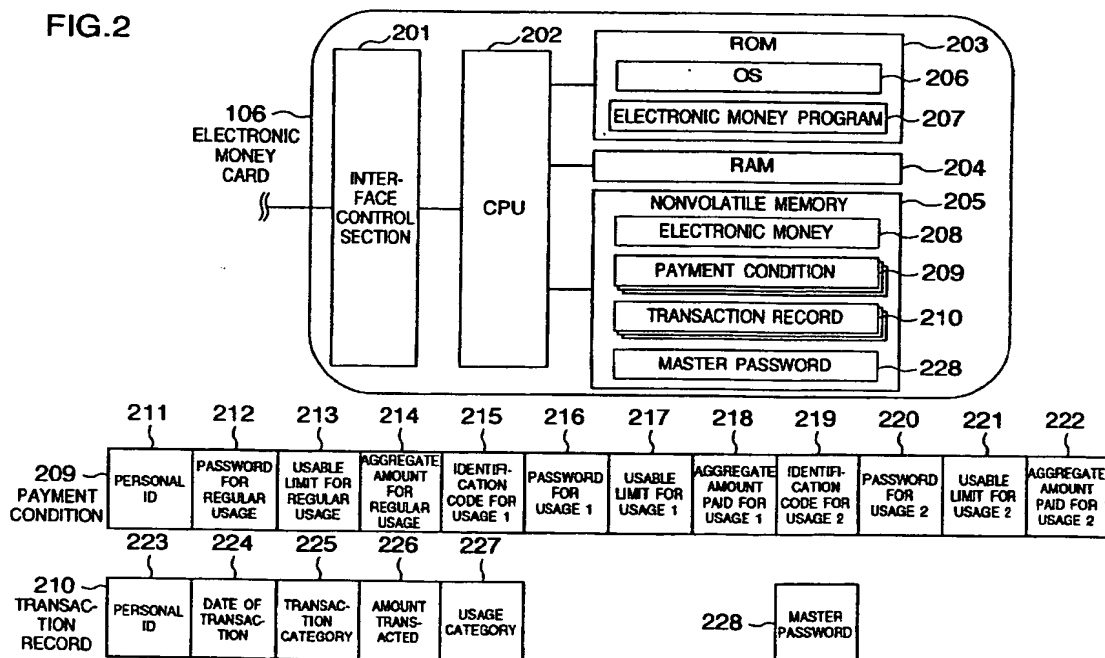 FIG.2
201
202
ROM
203
OS
206
ELECTRONIC MONEY PROGRAM
207
106
ELECTRONIC
MONEY
CARD
INTER-
FACE
CONTROL
SECTION
CPU
RAM
204
NONVOLATILE MEMORY
205
ELECTRONIC MONEY
208
PAYMENT CONDITION
209
TRANSACTION RECORD
210
MASTER PASSWORD
228
211 212 213 214 215 216 217 218 219 220 221 222
209
PAYMENT
CONDITION
PERSONAL
ID
PASSWORD
FOR
REGULAR
USAGE
USABLE
LIMIT FOR
REGULAR
USAGE
AGGREGATE
AMOUNT
FOR
REGULAR
USAGE
IDENTIFI-
CATION
CODE FOR
USAGE 1
PASSWORD
FOR
USAGE 1
USABLE
LIMIT FOR
USAGE 1
AGGREGATE
AMOUNT
PAID FOR
USAGE 1
IDENTIFI-
CATION
CODE FOR
USAGE 2
PASSWORD
FOR
USAGE 2
USABLE
LIMIT FOR
USAGE 2
AGGREGATE
AMOUNT
PAID FOR
USAGE 2
223 224 225 226 227
210
TRANSAC-
TION
RECORD
PERSONAL
ID
DATE OF
TRANSAC-
TION
TRANSAC-
TION
CATEGORY
AMOUNT
TRANS-
ACTED
USAGE
CATEGORY
228
MASTER
PASSWORD